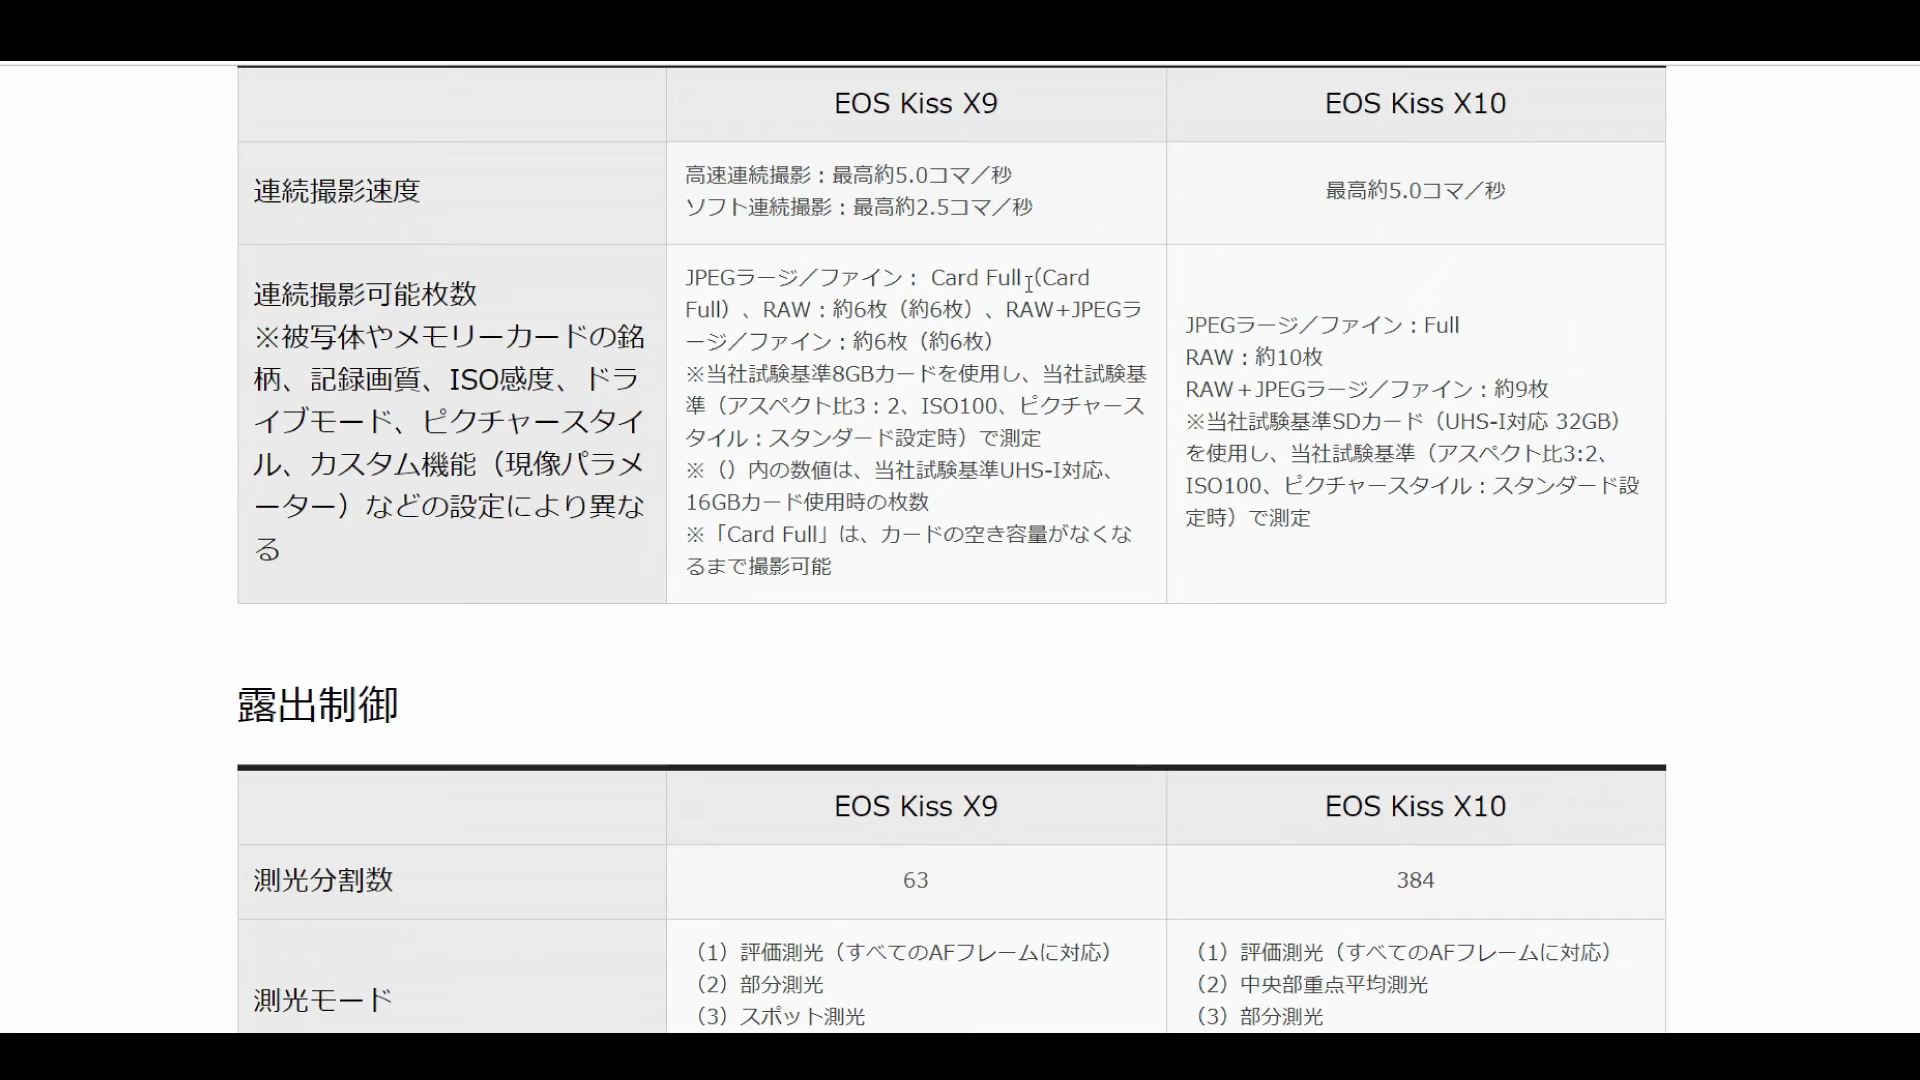 EOS Kiss X9
EOS Kiss X10
連続撮影速度
高速連続撮影：最高約5.0コマ／秒
ソフト連続撮影：最高約2.5コマ／秒
最高約5.0コマ／秒
連続撮影可能枚数
※被写体やメモリーカードの銘
柄、記録画質、ISO感度、ドラ
イブモード、ピクチャースタイ
ル、カスタム機能（現像パラメ
ーター）などの設定により異な
る
JPEGラージ／ファイン： Card Full（Card
Full）、RAW：約6枚（約6枚）、RAW+JPEGラ
ージ／ファイン：約6枚（約6枚）
※当社試験基準8GBカードを使用し、当社試験基
準（アスペクト比3：2、ISO100、ピクチャース
タイル：スタンダード設定時）で測定
※（）内の数値は、当社試験基準UHS-I対応、
16GBカード使用時の枚数
※「Card Full」は、カードの空き容量がなくな
るまで撮影可能
JPEGラージ／ファイン：Full
RAW：約10枚
RAW＋JPEGラージ／ファイン：約9枚
※当社試験基準SDカード（UHS-I対応 32GB）
を使用し、当社試験基準（アスペクト比3:2、
ISO100、ピクチャースタイル：スタンダード設
定時）で測定
露出制御
EOS Kiss X9
EOS Kiss X10
測光分割数
63
384
測光モード
（1）評価測光（すべてのAFフレームに対応）
（2）部分測光
（3）スポット測光
（1）評価測光（すべてのAFフレームに対応）
（2）中央部重点平均測光
（3）部分測光